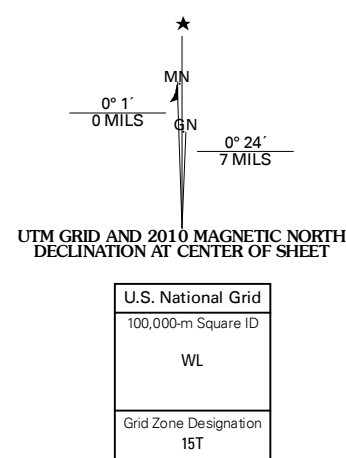 ★
MN
0° 1´
0 MILS
GN
0° 24´
7 MILS
UTM GRID AND 2010 MAGNETIC NORTH
DECLINATION AT CENTER OF SHEET
U.S. National Grid
100,000-m Square ID
WL
Grid Zone Designation
15T